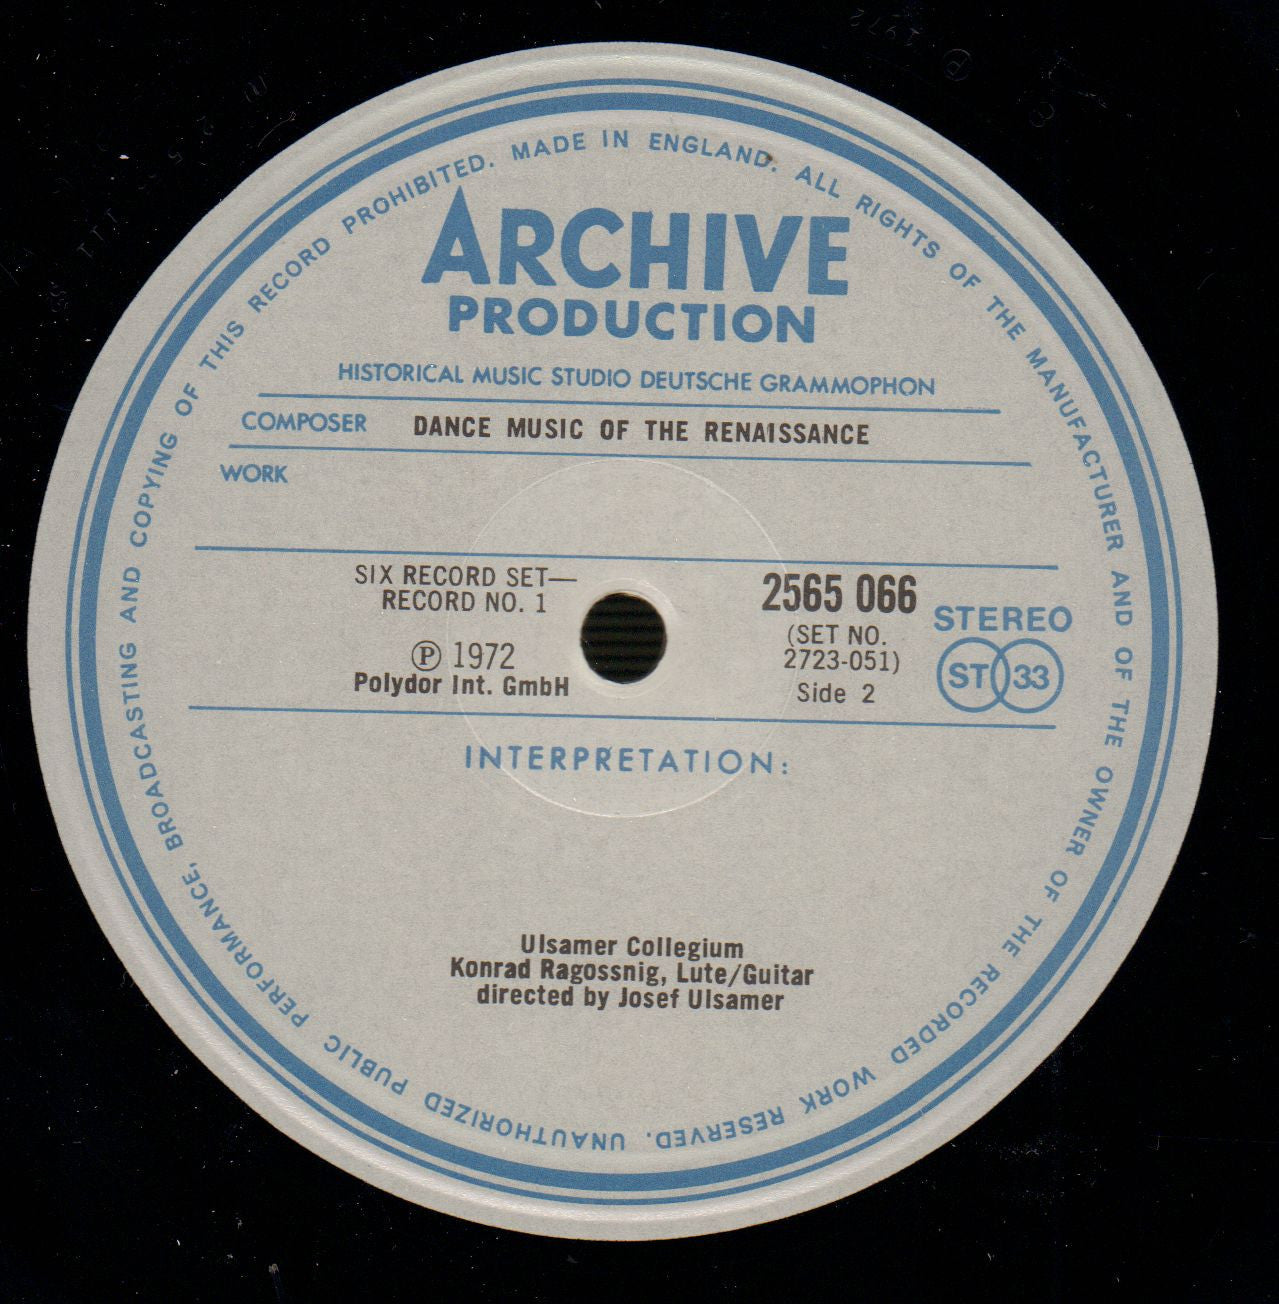 MADE IN ENGLAND. ALL RIGHTS OF THE MANUFACTURER AND OF THE OWNER OF THE RECORDED WORK RESERVED. UNAUTHORIZED PUBLIC PERFORMANCE, BROADCASTING AND COPYING OF THIS RECORD PROHIBITED.
ARCHIVE
PRODUCTION
HISTORICAL MUSIC STUDIO DEUTSCHE GRAMMOPHON
COMPOSER DANCE MUSIC OF THE RENAISSANCE
WORK
SIX RECORD SET—
RECORD NO. 1
℗ 1972
Polydor Int. GmbH
2565 066
(SET NO.
2723-051)
Side 2
STEREO
ST 33
INTERPRETATION:
Ulsamer Collegium
Konrad Ragossnig, Lute/Guitar
directed by Josef Ulsamer
℗ 1972